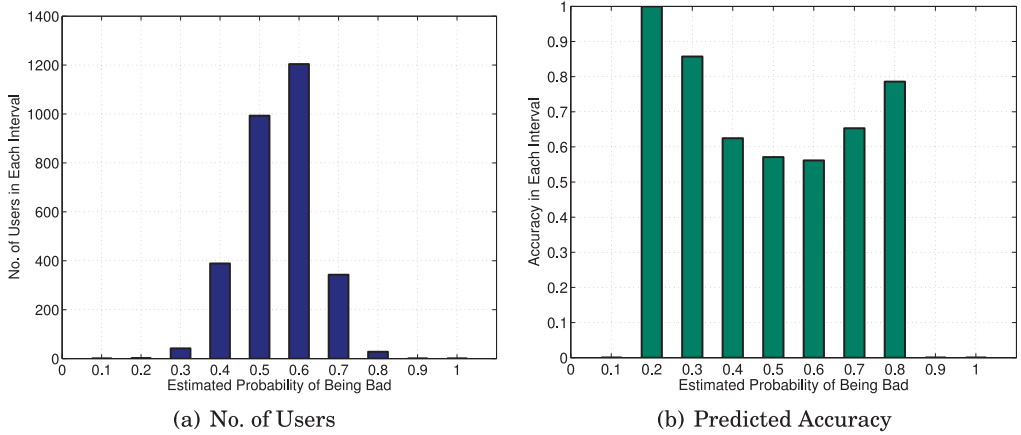 1400
1200
1000
800
600
400
200
0
No. of Users in Each Interval
0 0.1 0.2 0.3 0.4 0.5 0.6 0.7 0.8 0.9 1
Estimated Probability of Being Bad
(a) No. of Users
1
0.9
0.8
0.7
0.6
0.5
0.4
0.3
0.2
0.1
0
Accuracy in Each Interval
0 0.1 0.2 0.3 0.4 0.5 0.6 0.7 0.8 0.9 1
Estimated Probability of Being Bad
(b) Predicted Accuracy